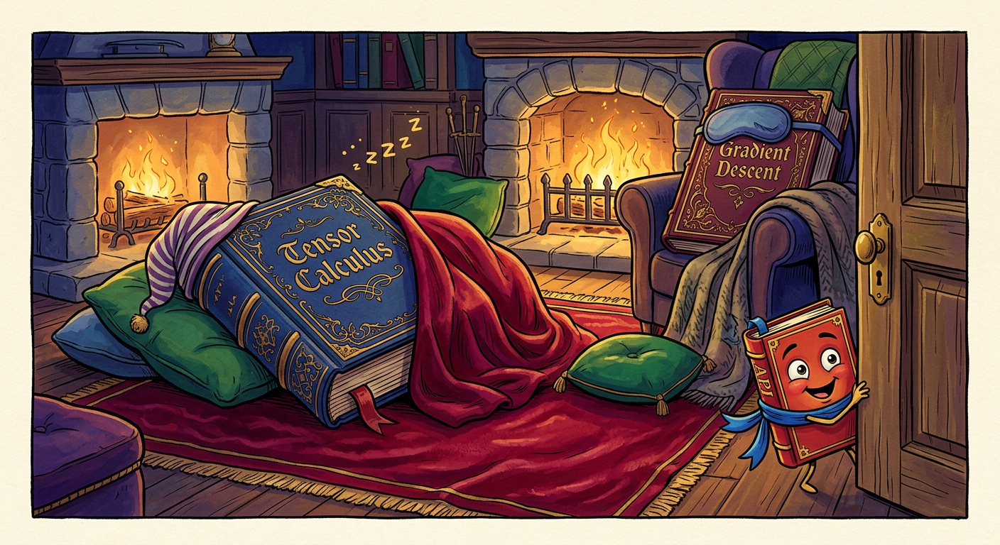 z z z z z
Tensor
Calculus
Gradient
Descent
API